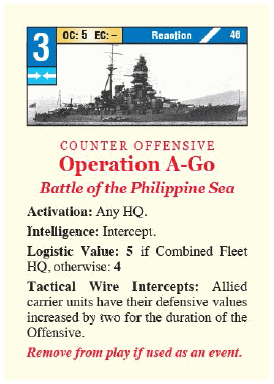 3 OC: 5 EC: – Reaction 46
COUNTER OFFENSIVE
Operation A-Go
Battle of the Philippine Sea
Activation: Any HQ.
Intelligence: Intercept.
Logistic Value: 5 if Combined Fleet
HQ, otherwise: 4
Tactical Wire Intercepts: Allied
carrier units have their defensive values
increased by two for the duration of the
Offensive.
Remove from play if used as an event.